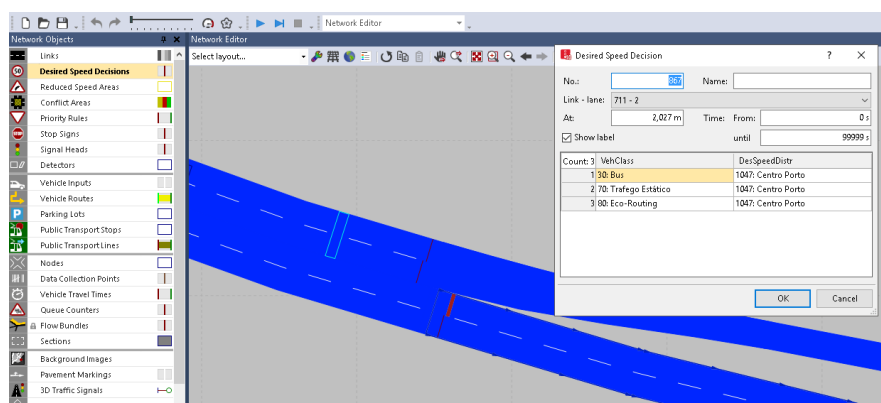 Network Editor
Network Objects
Network Editor
Select layout...
Links
Desired Speed Decisions
Reduced Speed Areas
Conflict Areas
Priority Rules
Stop Signs
Signal Heads
Detectors
Vehicle Inputs
Vehicle Routes
Parking Lots
Public Transport Stops
Public Transport Lines
Nodes
Data Collection Points
Vehicle Travel Times
Queue Counters
Flow Bundles
Sections
Background Images
Pavement Markings
3D Traffic Signals
50
STOP
P
Desired Speed Decision
? ×
No.: 867 Name:
Link - lane: 711 - 2
At: 2,027 m Time: From: 0 s
Show label until 99999 s
Count: 3 VehClass DesSpeedDistr
1 30: Bus 1047: Centro Porto
2 70: Trafego Estático 1047: Centro Porto
3 80: Eco-Routing 1047: Centro Porto
OK Cancel